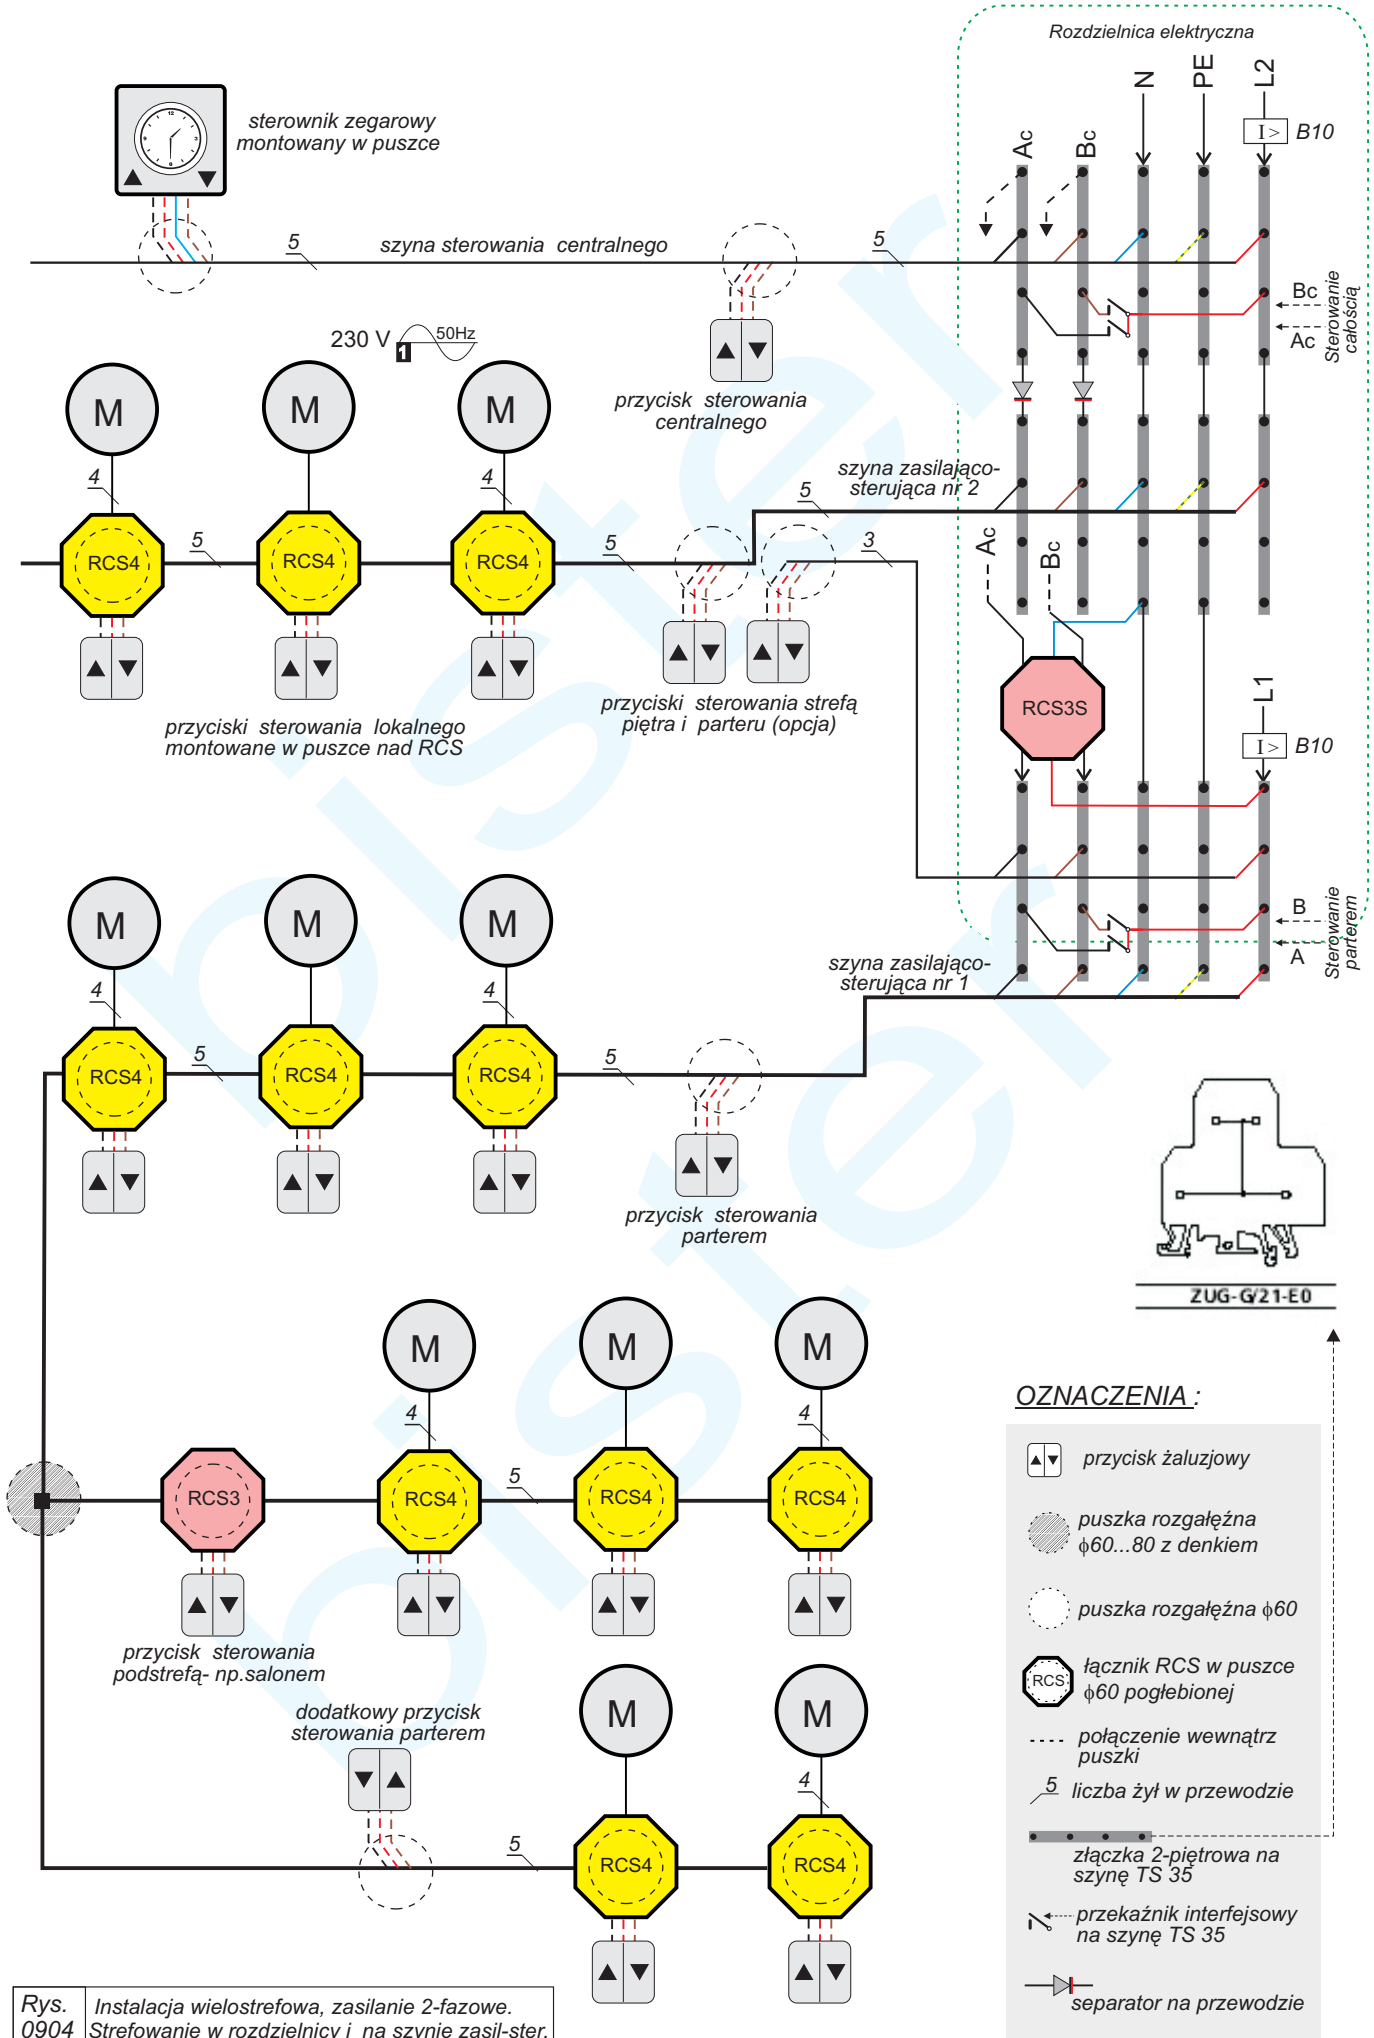 Rozdzielnica elektryczna
N
PE
L2
I >
B10
Ac
Bc
sterownik zegarowy
montowany w puszce
12
3
6
9
5
szyna sterowania centralnego
5
Bc
Ac
Sterowanie
całością
230 V
1
50Hz
przycisk sterowania
centralnego
M
M
M
4
4
szyna zasilająco-
sterująca nr 2
5
RCS4
5
RCS4
RCS4
5
3
Ac
Bc
przyciski sterowania lokalnego
montowane w puszce nad RCS
przyciski sterowania strefą
piętra i parteru (opcja)
RCS3S
L1
I >
B10
B
A
Sterowanie
parterem
M
M
M
4
4
szyna zasilająco-
sterująca nr 1
RCS4
5
RCS4
RCS4
5
przycisk sterowania
parterem
ZUG-G/21-E0
M
M
M
4
4
RCS3
RCS4
5
RCS4
RCS4
przycisk sterowania
podstrefą- np.salonem
dodatkowy przycisk
sterowania parterem
M
M
4
5
RCS4
RCS4
OZNACZENIA :
przycisk żaluzjowy
puszka rozgałęźna
ϕ60...80 z denkiem
puszka rozgałęźna ϕ60
RCS
łącznik RCS w puszce
ϕ60 pogłebionej
połączenie wewnątrz
puszki
5
liczba żył w przewodzie
złączka 2-piętrowa na
szynę TS 35
przekaźnik interfejsowy
na szynę TS 35
separator na przewodzie
Rys.
0904
Instalacja wielostrefowa, zasilanie 2-fazowe.
Strefowanie w rozdzielnicy i na szynie zasil-ster.
bister
bister